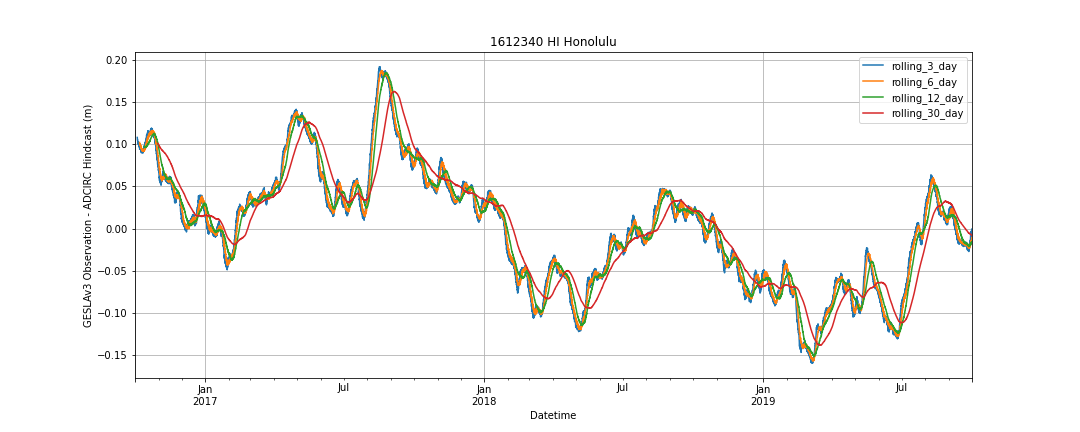 1612340 HI Honolulu
GESLAv3 Observation - ADCIRC Hindcast (m)
0.20
0.15
0.10
0.05
0.00
−0.05
−0.10
−0.15
rolling_3_day
rolling_6_day
rolling_12_day
rolling_30_day
Jan
2017
Jul
Jan
2018
Jul
Jan
2019
Jul
Datetime